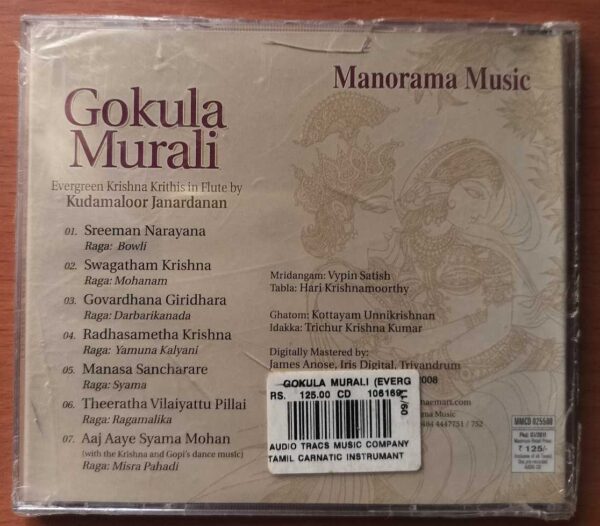 Manorama Music
Gokula
Murali
Evergreen Krishna Krithis in Flute by
Kudamaloor Janardanan
01. Sreeman Narayana
Raga: Bowli
02. Swagatham Krishna
Raga: Mohanam
03. Govardhana Giridhara
Raga: Darbarikanada
04. Radhasametha Krishna
Raga: Yamuna Kalyani
05. Manasa Sancharare
Raga: Syama
06. Theeratha Vilaiyattu Pillai
Raga: Ragamalika
07. Aaj Aaye Syama Mohan
(with the Krishna and Gopi's dance music)
Raga: Misra Pahadi
Mridangam: Vypin Satish
Tabla: Hari Krishnamoorthy
Ghatom: Kottayam Unnikrishnan
Idakka: Trichur Krishna Kumar
Digitally Mastered by:
James Anose, Iris Digital, Trivandrum
2008
GOKULA MURALI (EVERG
RS. 125.00 CD 106169
AUDIO TRACS MUSIC COMPANY
TAMIL CARNATIC INSTRUMANT
4447751 / 752
MMCD 025508
₹ 125/-